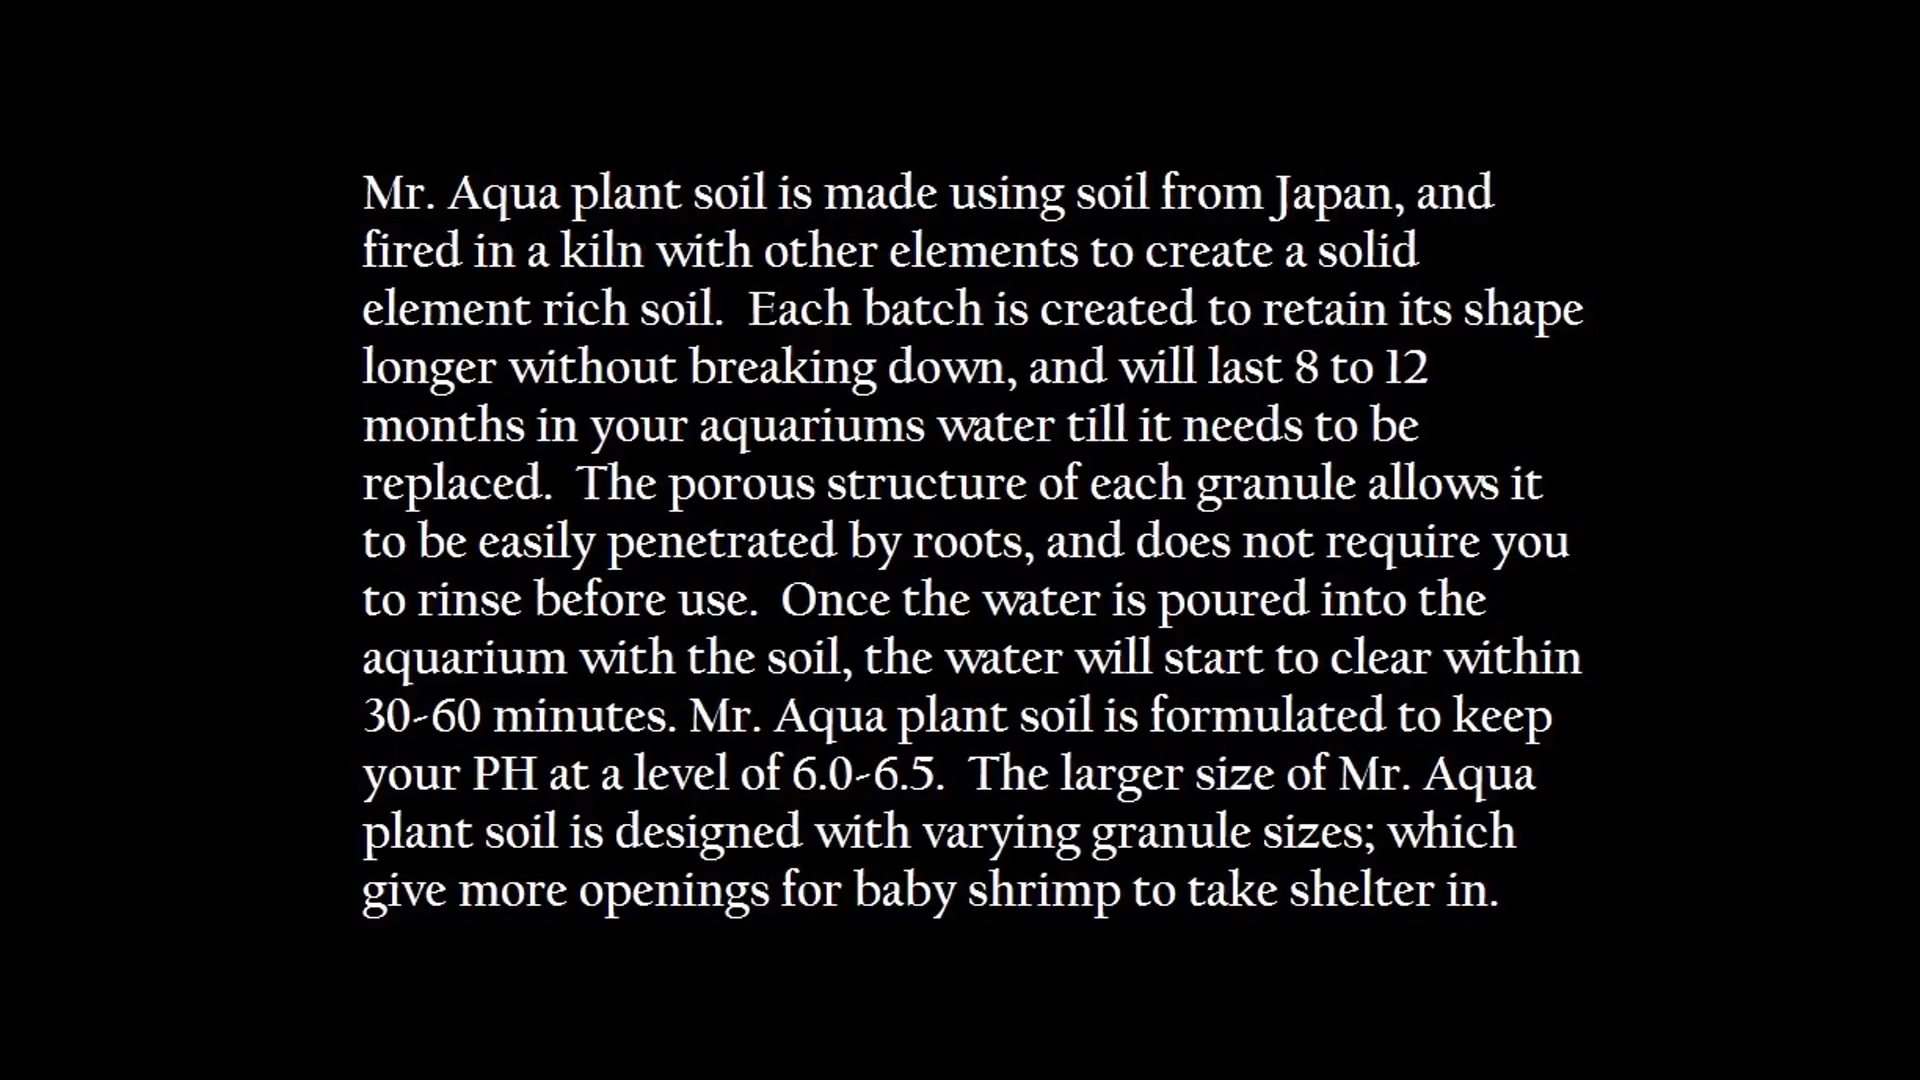 Mr. Aqua plant soil is made using soil from Japan, and
fired in a kiln with other elements to create a solid
element rich soil.  Each batch is created to retain its shape
longer without breaking down, and will last 8 to 12
months in your aquariums water till it needs to be
replaced.  The porous structure of each granule allows it
to be easily penetrated by roots, and does not require you
to rinse before use.  Once the water is poured into the
aquarium with the soil, the water will start to clear within
30-60 minutes. Mr. Aqua plant soil is formulated to keep
your PH at a level of 6.0-6.5.  The larger size of Mr. Aqua
plant soil is designed with varying granule sizes; which
give more openings for baby shrimp to take shelter in.